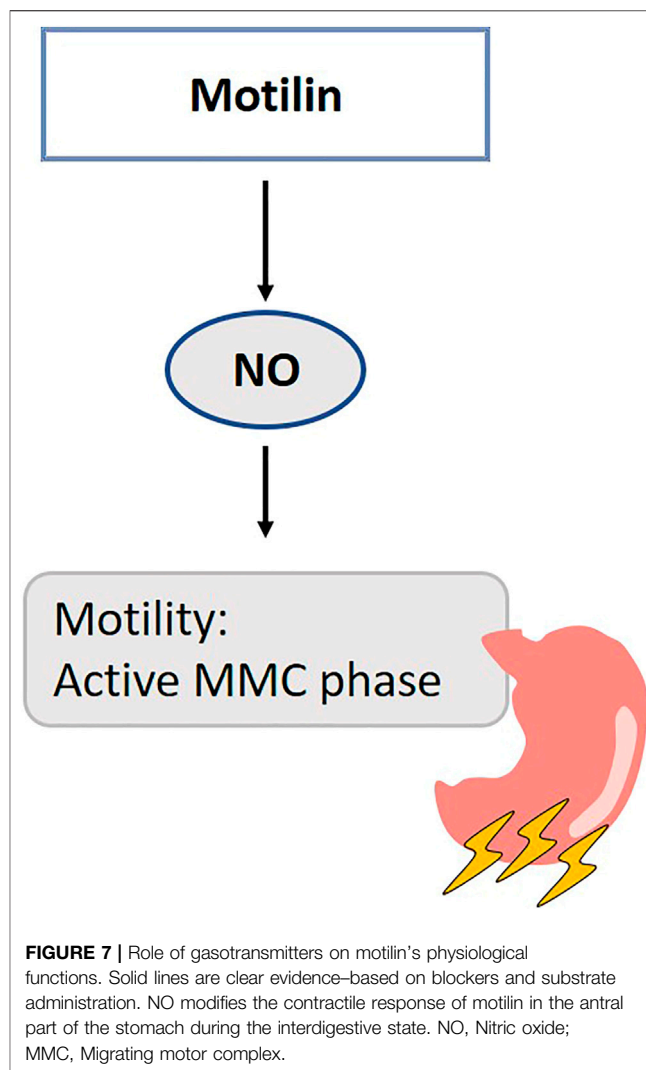 Motilin
NO
Motility:
Active MMC phase
FIGURE 7 | Role of gasotransmitters on motilin's physiological
functions. Solid lines are clear evidence–based on blockers and substrate
administration. NO modifies the contractile response of motilin in the antral
part of the stomach during the interdigestive state. NO, Nitric oxide;
MMC, Migrating motor complex.